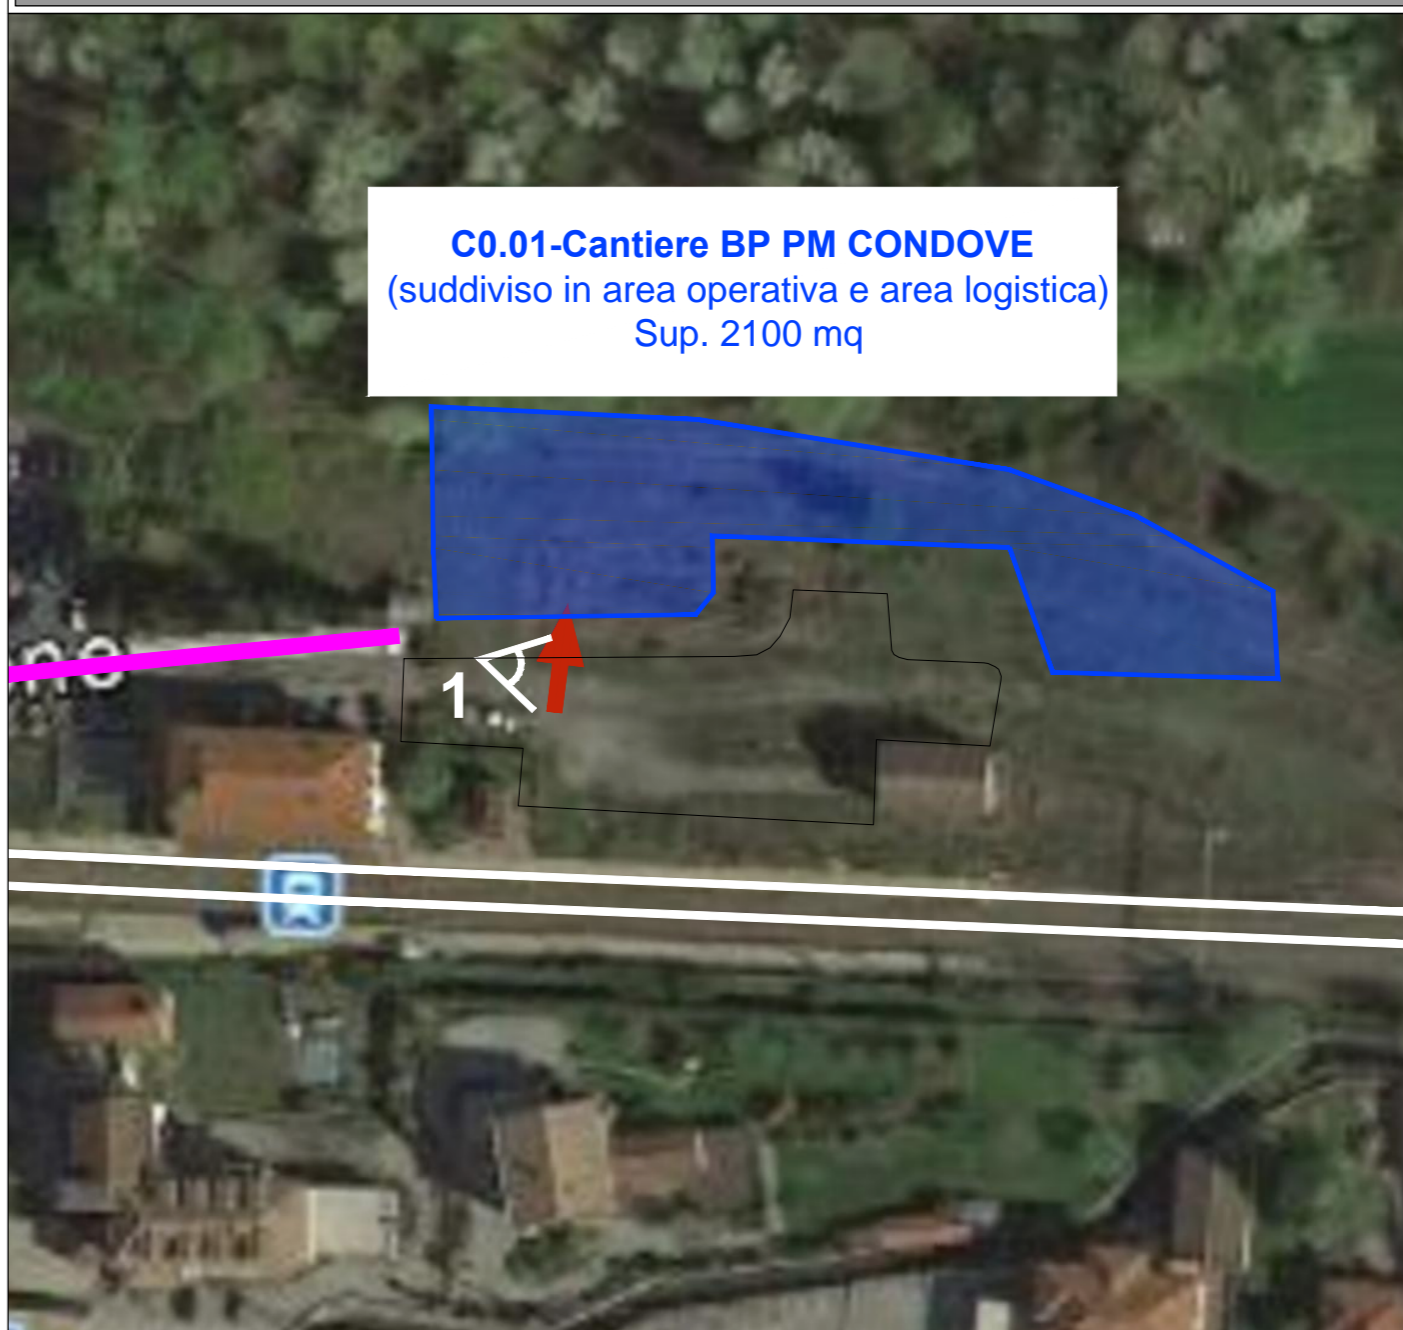 C0.01-Cantiere BP PM CONDOVE
(suddiviso in area operativa e area logistica)
Sup. 2100 mq
1